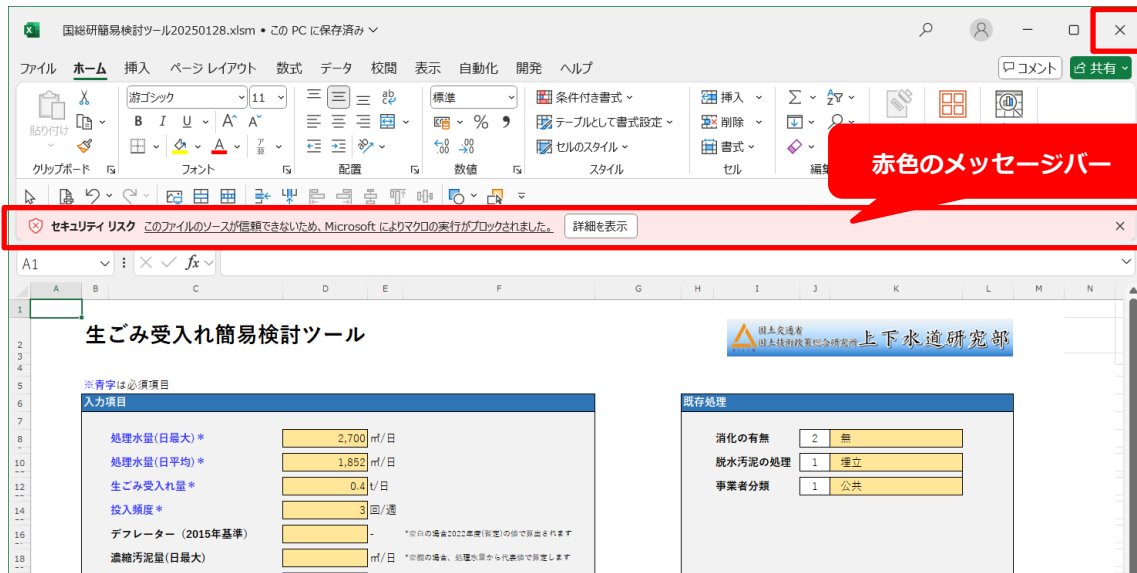 国総研簡易検討ツール20250128.xlsm • この PC に保存済み
ファイル ホーム 挿入 ページ レイアウト 数式 データ 校閲 表示 自動化 開発 ヘルプ
コメント 共有
貼り付け
游ゴシック 11
B I U A A
標準
% 9
条件付き書式
テーブルとして書式設定
セルのスタイル
挿入
削除
書式
クリップボード フォント 配置 数値 スタイル セル 編集
赤色のメッセージバー
セキュリティ リスク このファイルのソースが信頼できないため、Microsoft によりマクロの実行がブロックされました。 詳細を表示
A1 fx
A B C D E F G H I J K L M N
1
2 生ごみ受入れ簡易検討ツール
国土交通省
国土技術政策総合研究所 上下水道研究部
3
4
5 ※青字は必須項目
6 入力項目 既存処理
7
8 処理水量(日最大)* 2,700 ㎥/日 消化の有無 2 無
10 処理水量(日平均)* 1,852 ㎥/日 脱水汚泥の処理 1 埋立
12 生ごみ受入れ量* 0.4 t/日 事業者分類 1 公共
14 投入頻度* 3 回/週
16 デフレーター（2015年基準） - *空白の場合2022年度(暫定)の値で算出されます
18 濃縮汚泥量(日最大) ㎥/日 *空欄の場合、処理水量から代表値で算定します